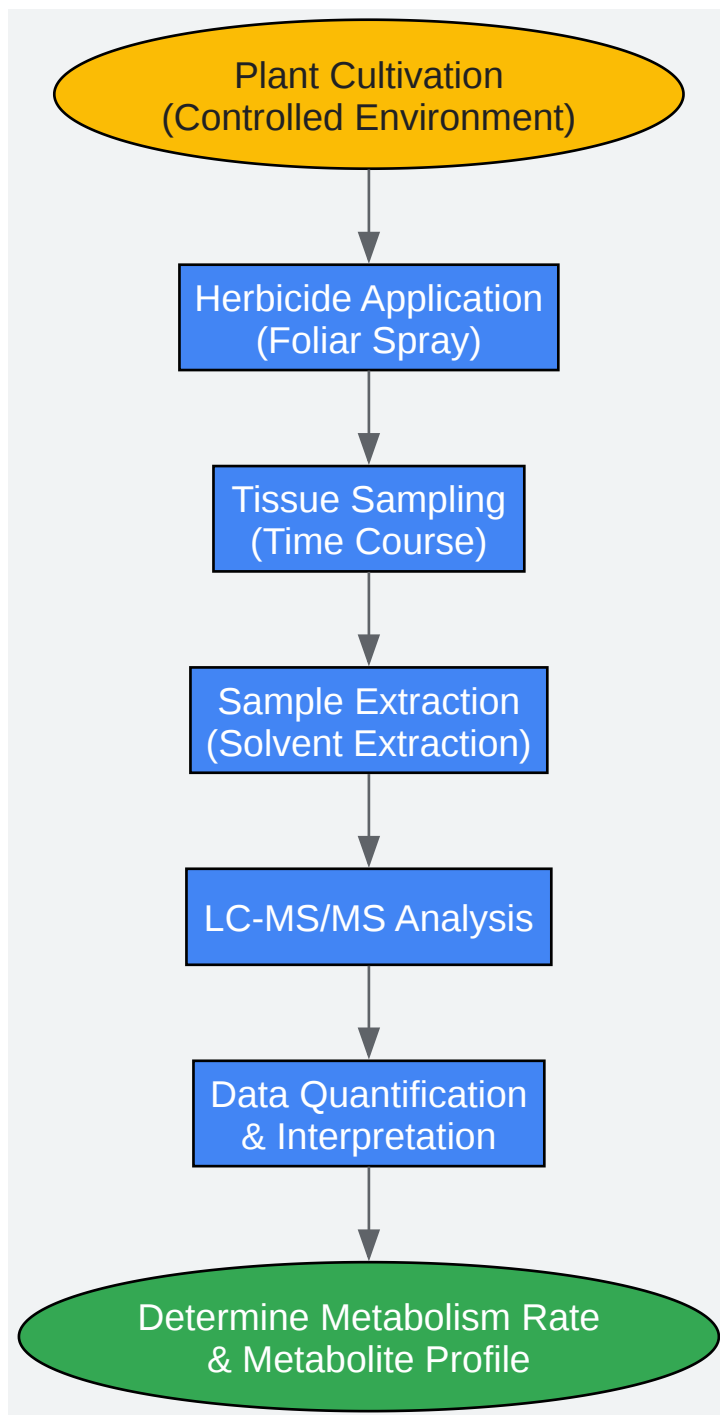 Plant Cultivation
(Controlled Environment)
Herbicide Application
(Foliar Spray)
Tissue Sampling
(Time Course)
Sample Extraction
(Solvent Extraction)
LC-MS/MS Analysis
Data Quantification
& Interpretation
Determine Metabolism Rate
& Metabolite Profile